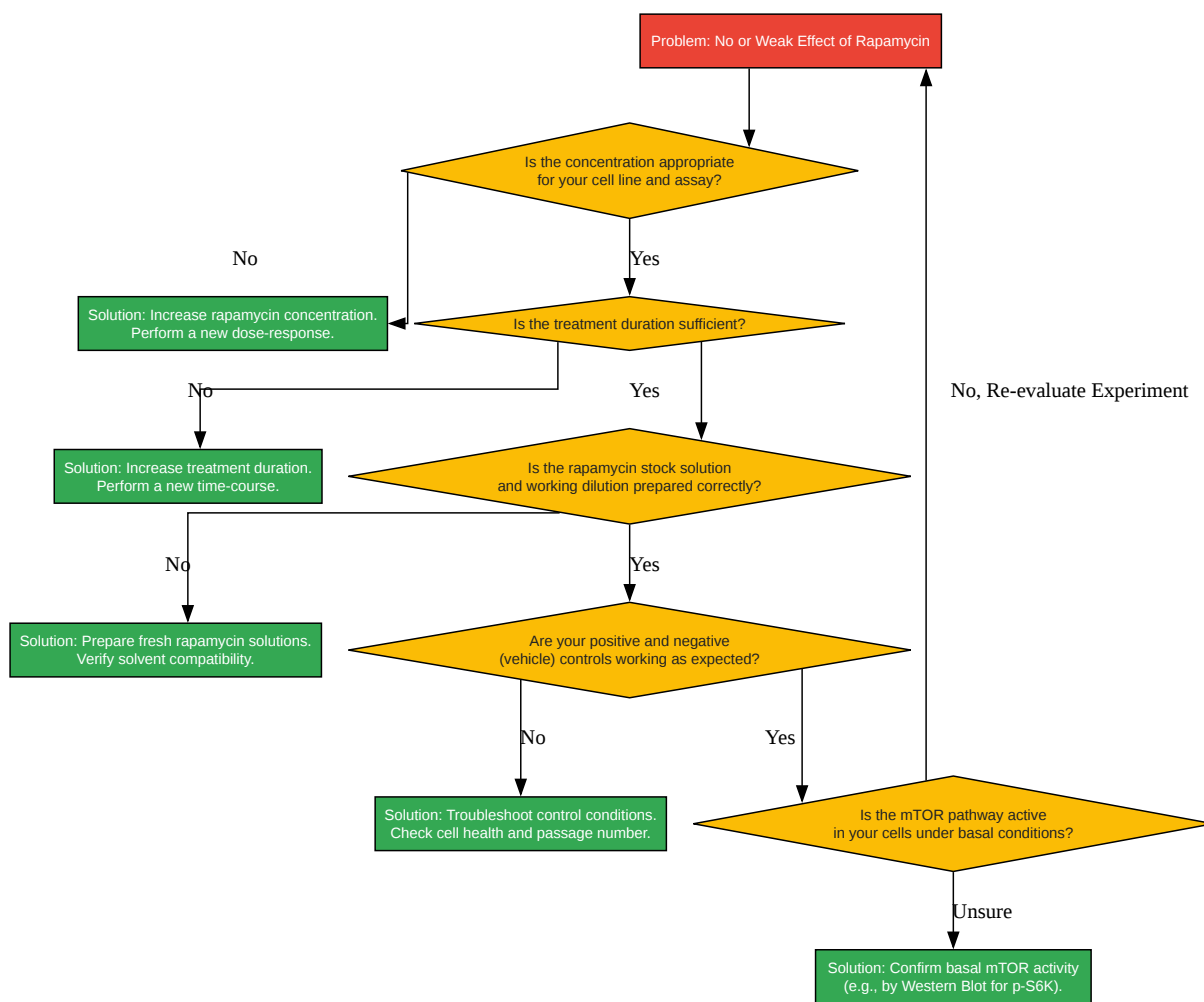 Problem: No or Weak Effect of Rapamycin
Is the concentration appropriate
for your cell line and assay?
No
Yes
Solution: Increase rapamycin concentration.
Perform a new dose-response.
Is the treatment duration sufficient?
No
Yes
No, Re-evaluate Experiment
Solution: Increase treatment duration.
Perform a new time-course.
Is the rapamycin stock solution
and working dilution prepared correctly?
No
Yes
Solution: Prepare fresh rapamycin solutions.
Verify solvent compatibility.
Are your positive and negative
(vehicle) controls working as expected?
No
Yes
Solution: Troubleshoot control conditions.
Check cell health and passage number.
Is the mTOR pathway active
in your cells under basal conditions?
Unsure
Solution: Confirm basal mTOR activity
(e.g., by Western Blot for p-S6K).